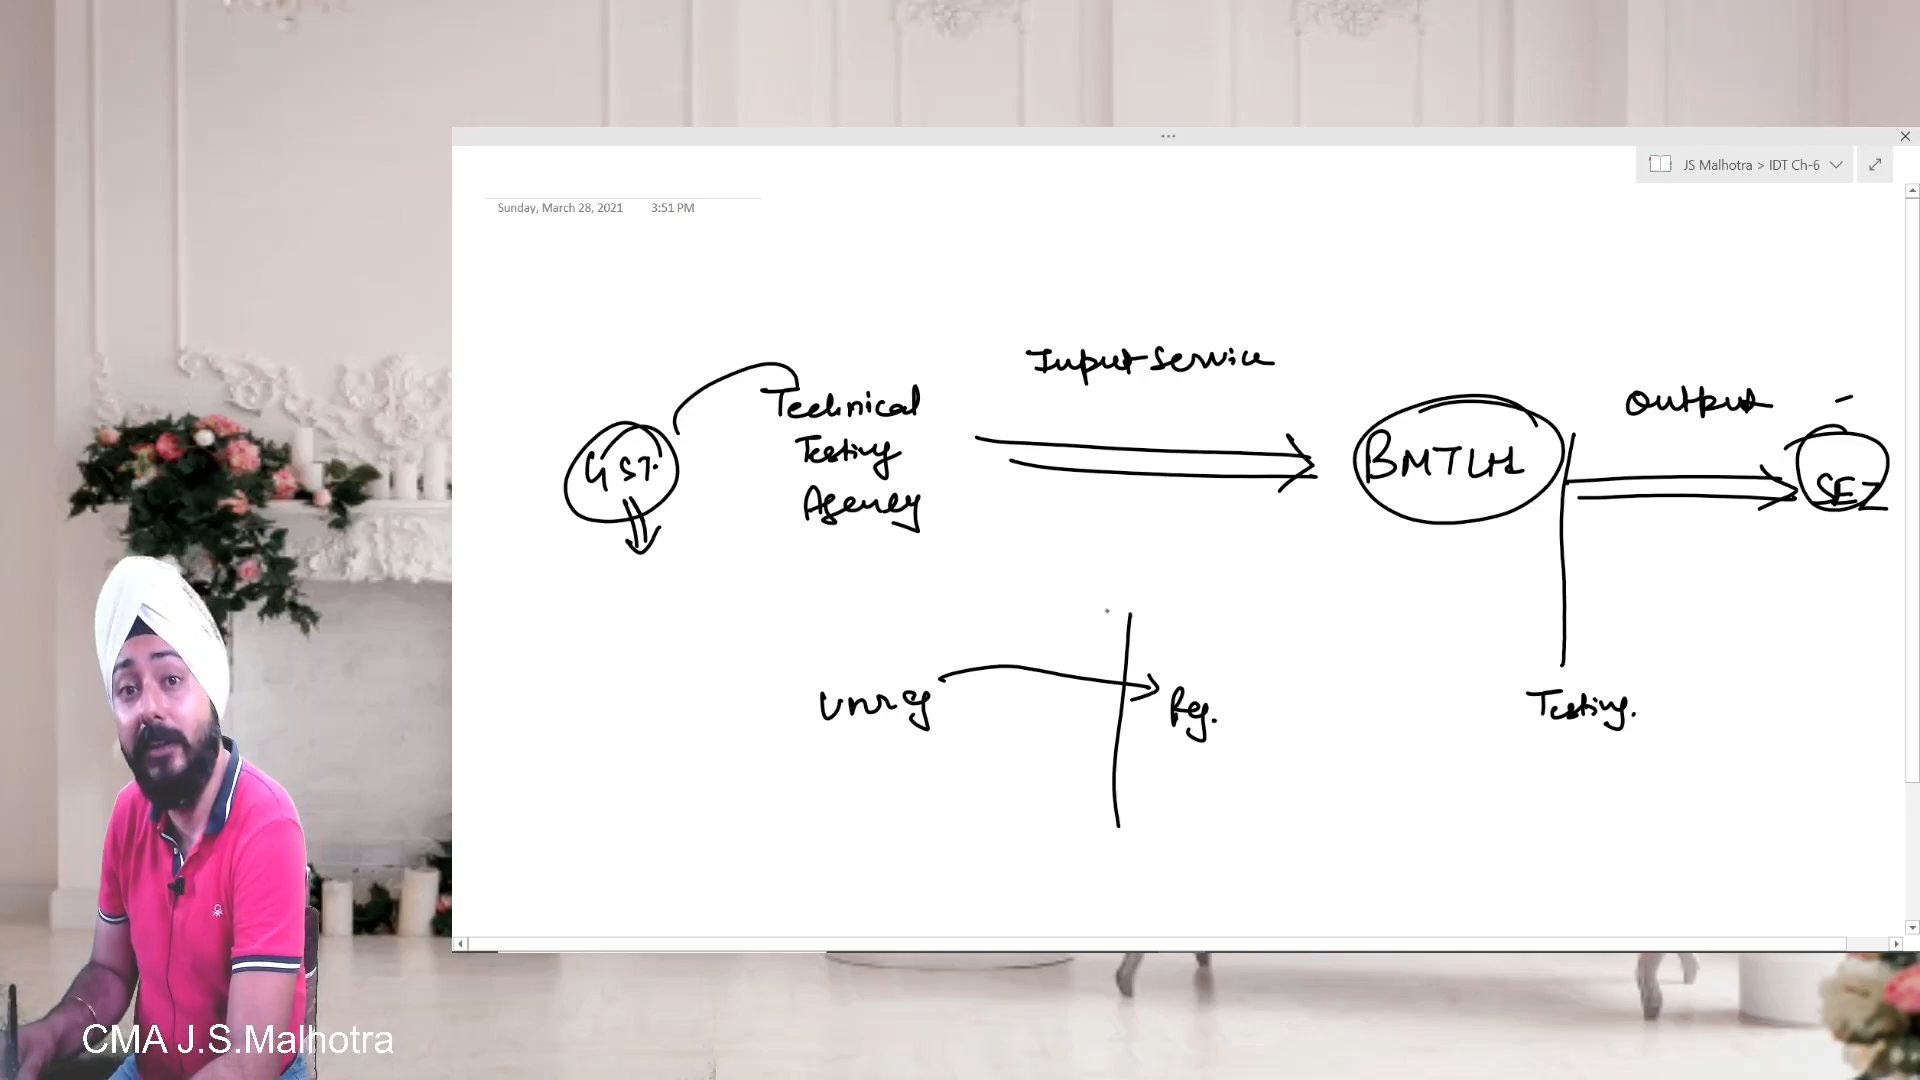 JS Malhotra > IDT Ch-6
Sunday, March 28, 2021 3:51 PM
Input Service
Technical
Testing
Agency
GST.
BMTLH
Output
SEZ
Unreg
Reg.
Testing.
CMA J.S.Malhotra